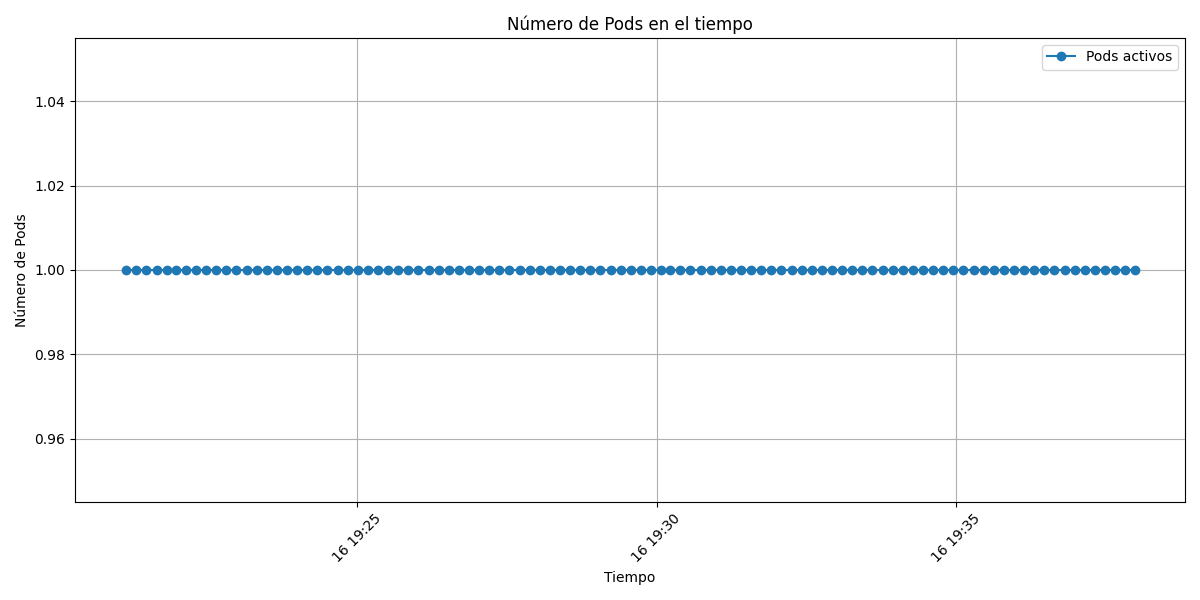 Número de Pods en el tiempo
Pods activos
Número de Pods
1.04
1.02
1.00
0.98
0.96
16 19:25
16 19:30
16 19:35
Tiempo